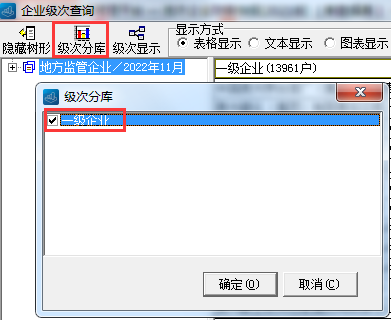 企业级次查询
隐藏树形
级次分库
级次显示
显示方式
表格显示
文本显示
图表显示
地方监管企业／2022年11月
一级企业(13961户)
级次分库
一级企业
确定(O)
取消(C)